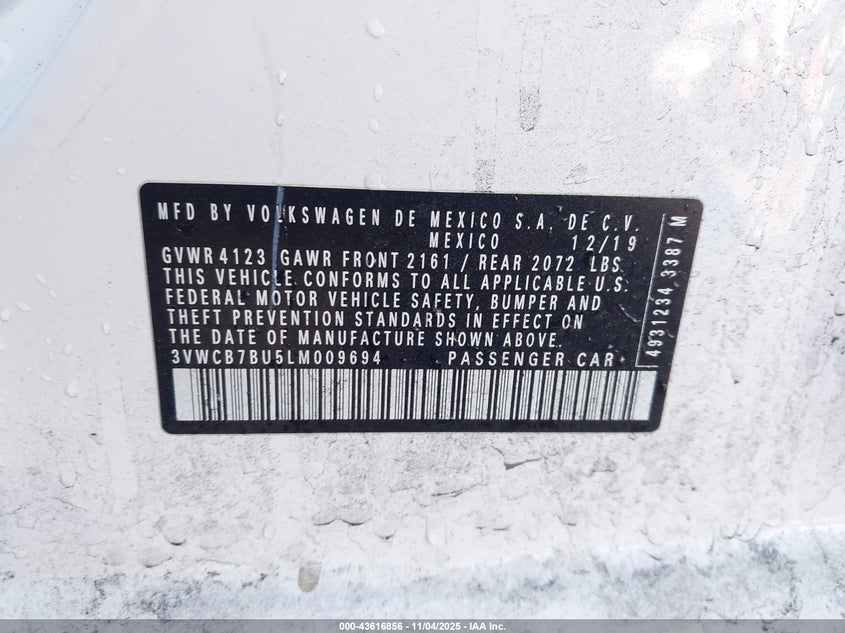 MFD BY VOLKSWAGEN DE MEXICO S.A. DE C.V.
MEXICO 12/19
GVWR 4123 GAWR FRONT 2161 / REAR 2072 LBS
THIS VEHICLE CONFORMS TO ALL APPLICABLE U.S.
FEDERAL MOTOR VEHICLE SAFETY, BUMPER AND
THEFT PREVENTION STANDARDS IN EFFECT ON
THE DATE OF MANUFACTURE SHOWN ABOVE.
3VWCB7BU5LM009694 PASSENGER CAR
4931234 3387 M
000-43616856 - 11/04/2025 - IAA Inc.